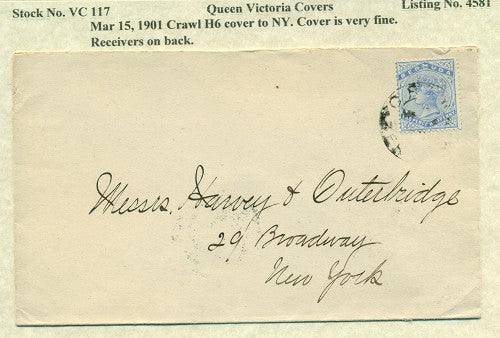 Stock No. VC 117 Queen Victoria Covers Listing No. 4581
Mar 15, 1901 Crawl H6 cover to NY. Cover is very fine.
Receivers on back.
BERMUDA
Messrs. Harvey & Outerbridge
29 Broadway
New York